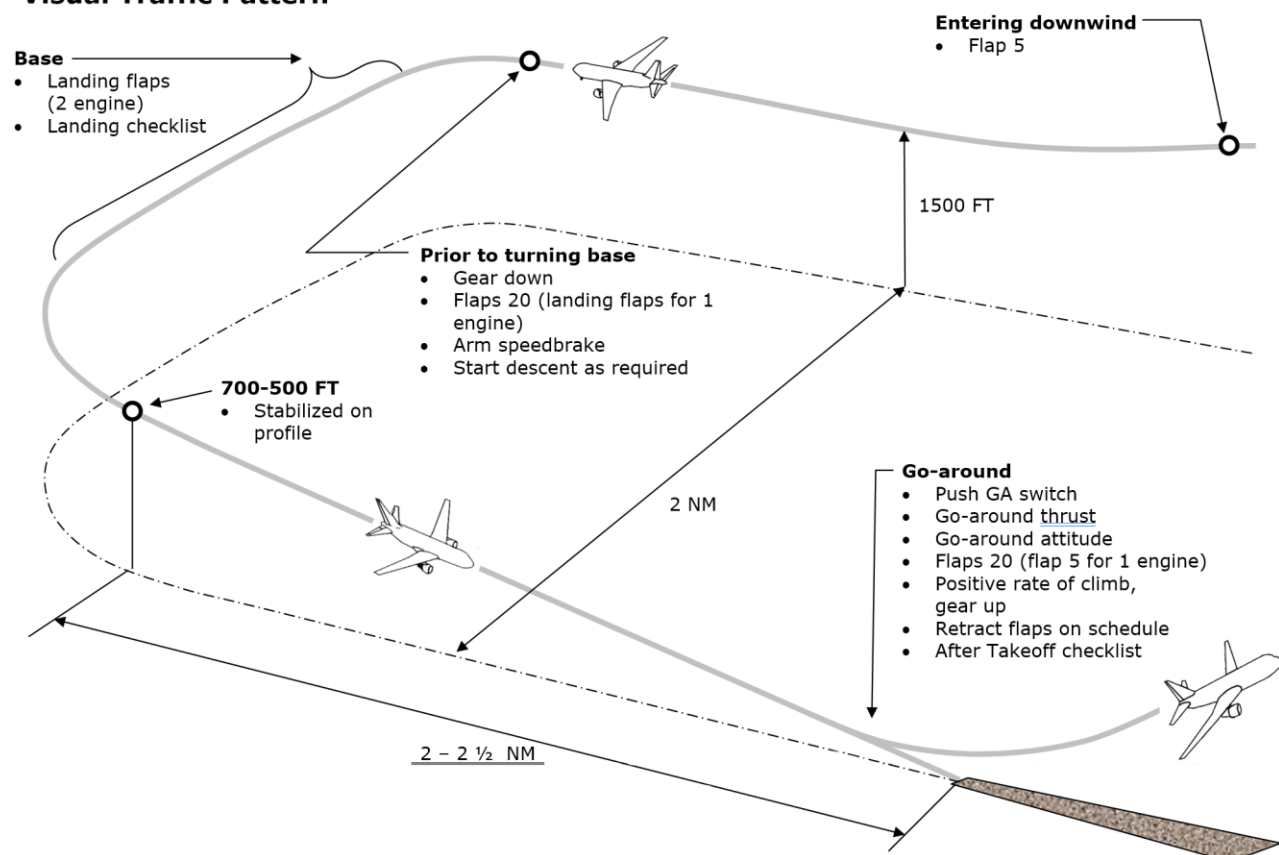 Visual Traffic Pattern
Entering downwind
• Flap 5
Base
• Landing flaps
(2 engine)
• Landing checklist
1500 FT
Prior to turning base
• Gear down
• Flaps 20 (landing flaps for 1
engine)
• Arm speedbrake
• Start descent as required
700-500 FT
• Stabilized on
profile
2 NM
Go-around
• Push GA switch
• Go-around thrust
• Go-around attitude
• Flaps 20 (flap 5 for 1 engine)
• Positive rate of climb,
gear up
• Retract flaps on schedule
• After Takeoff checklist
2 – 2 ½ NM